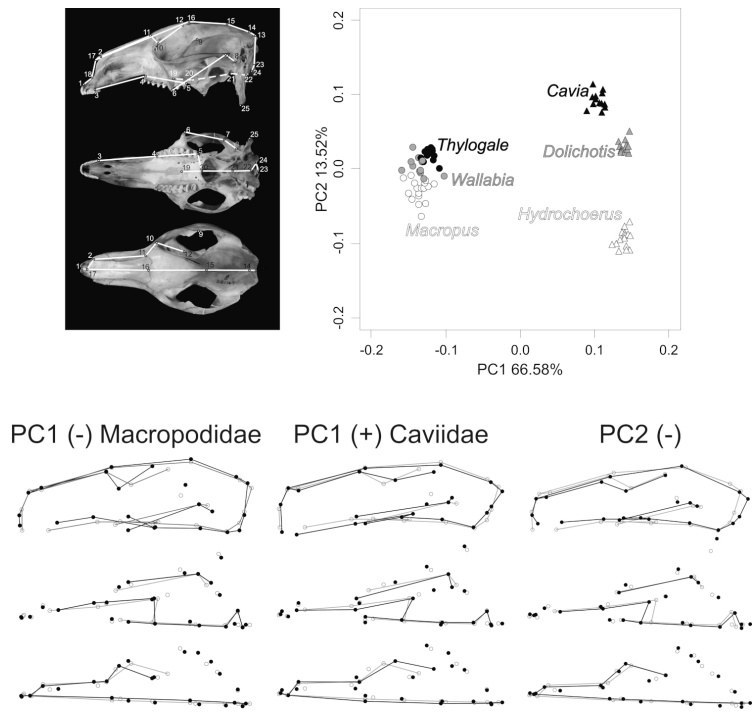 12 16 15 14
11 13
17 2 10 9
18 8 23
1 3 4 19 20 21 22 24
6 5
25
6 7 25
3 4 5 24
19 23
10 9
2 11 12
1 17 16 15 14
0.2
0.1
0.0
-0.1
-0.2
PC2 13.52%
Cavia
Thylogale
Dolichotis
Wallabia
Hydrochoerus
Macropus
-0.2 -0.1 0.0 0.1 0.2
PC1 66.58%
PC1 (-) Macropodidae PC1 (+) Caviidae PC2 (-)